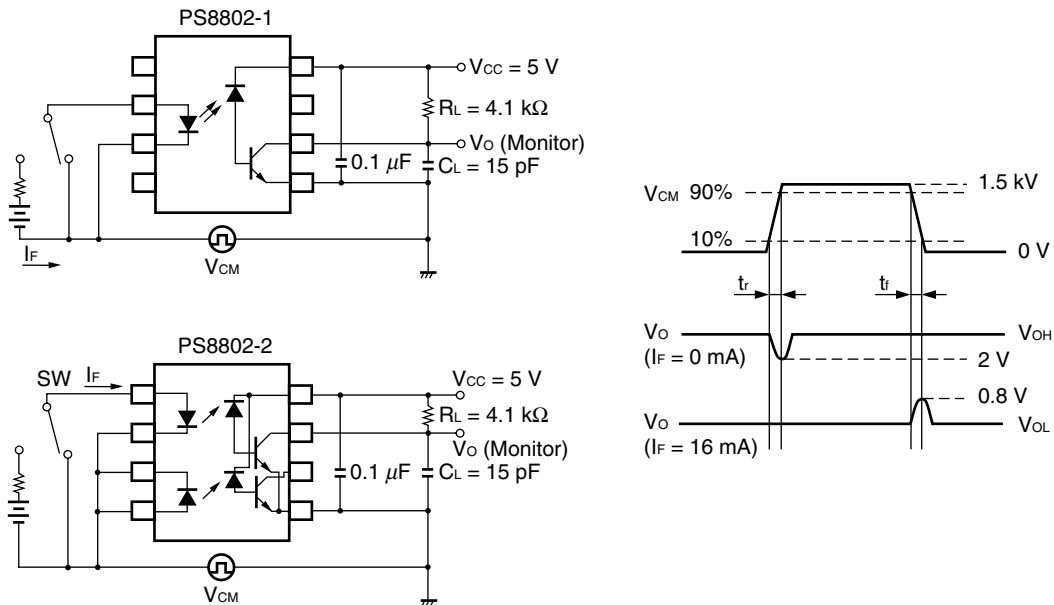 PS8802-1
VCC = 5 V
RL = 4.1 kΩ
VO (Monitor)
0.1 μF
CL = 15 pF
IF
VCM
PS8802-2
SW
IF
VCC = 5 V
RL = 4.1 kΩ
VO (Monitor)
0.1 μF
CL = 15 pF
VCM
VCM 90%
1.5 kV
10%
0 V
tr
tf
VO
(IF = 0 mA)
VOH
2 V
0.8 V
VO
(IF = 16 mA)
VOL